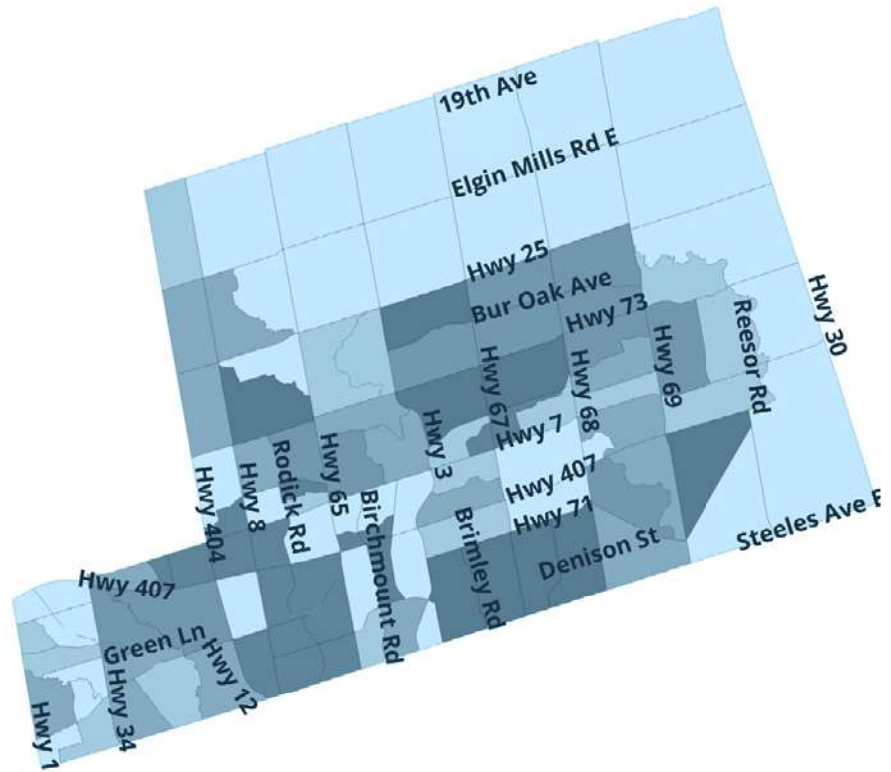 19th Ave
Elgin Mills Rd E
Hwy 25
Bur Oak Ave
Hwy 73
Hwy 30
Reesor Rd
Hwy 69
Hwy 68
Hwy 67
Hwy 7
Hwy 3
Hwy 65
Rodick Rd
Hwy 8
Hwy 404
Hwy 407
Hwy 71
Birchmount Rd
Brimley Rd
Denison St
Steeles Ave E
Hwy 407
Green Ln
Hwy 12
Hwy 34
Hwy 1